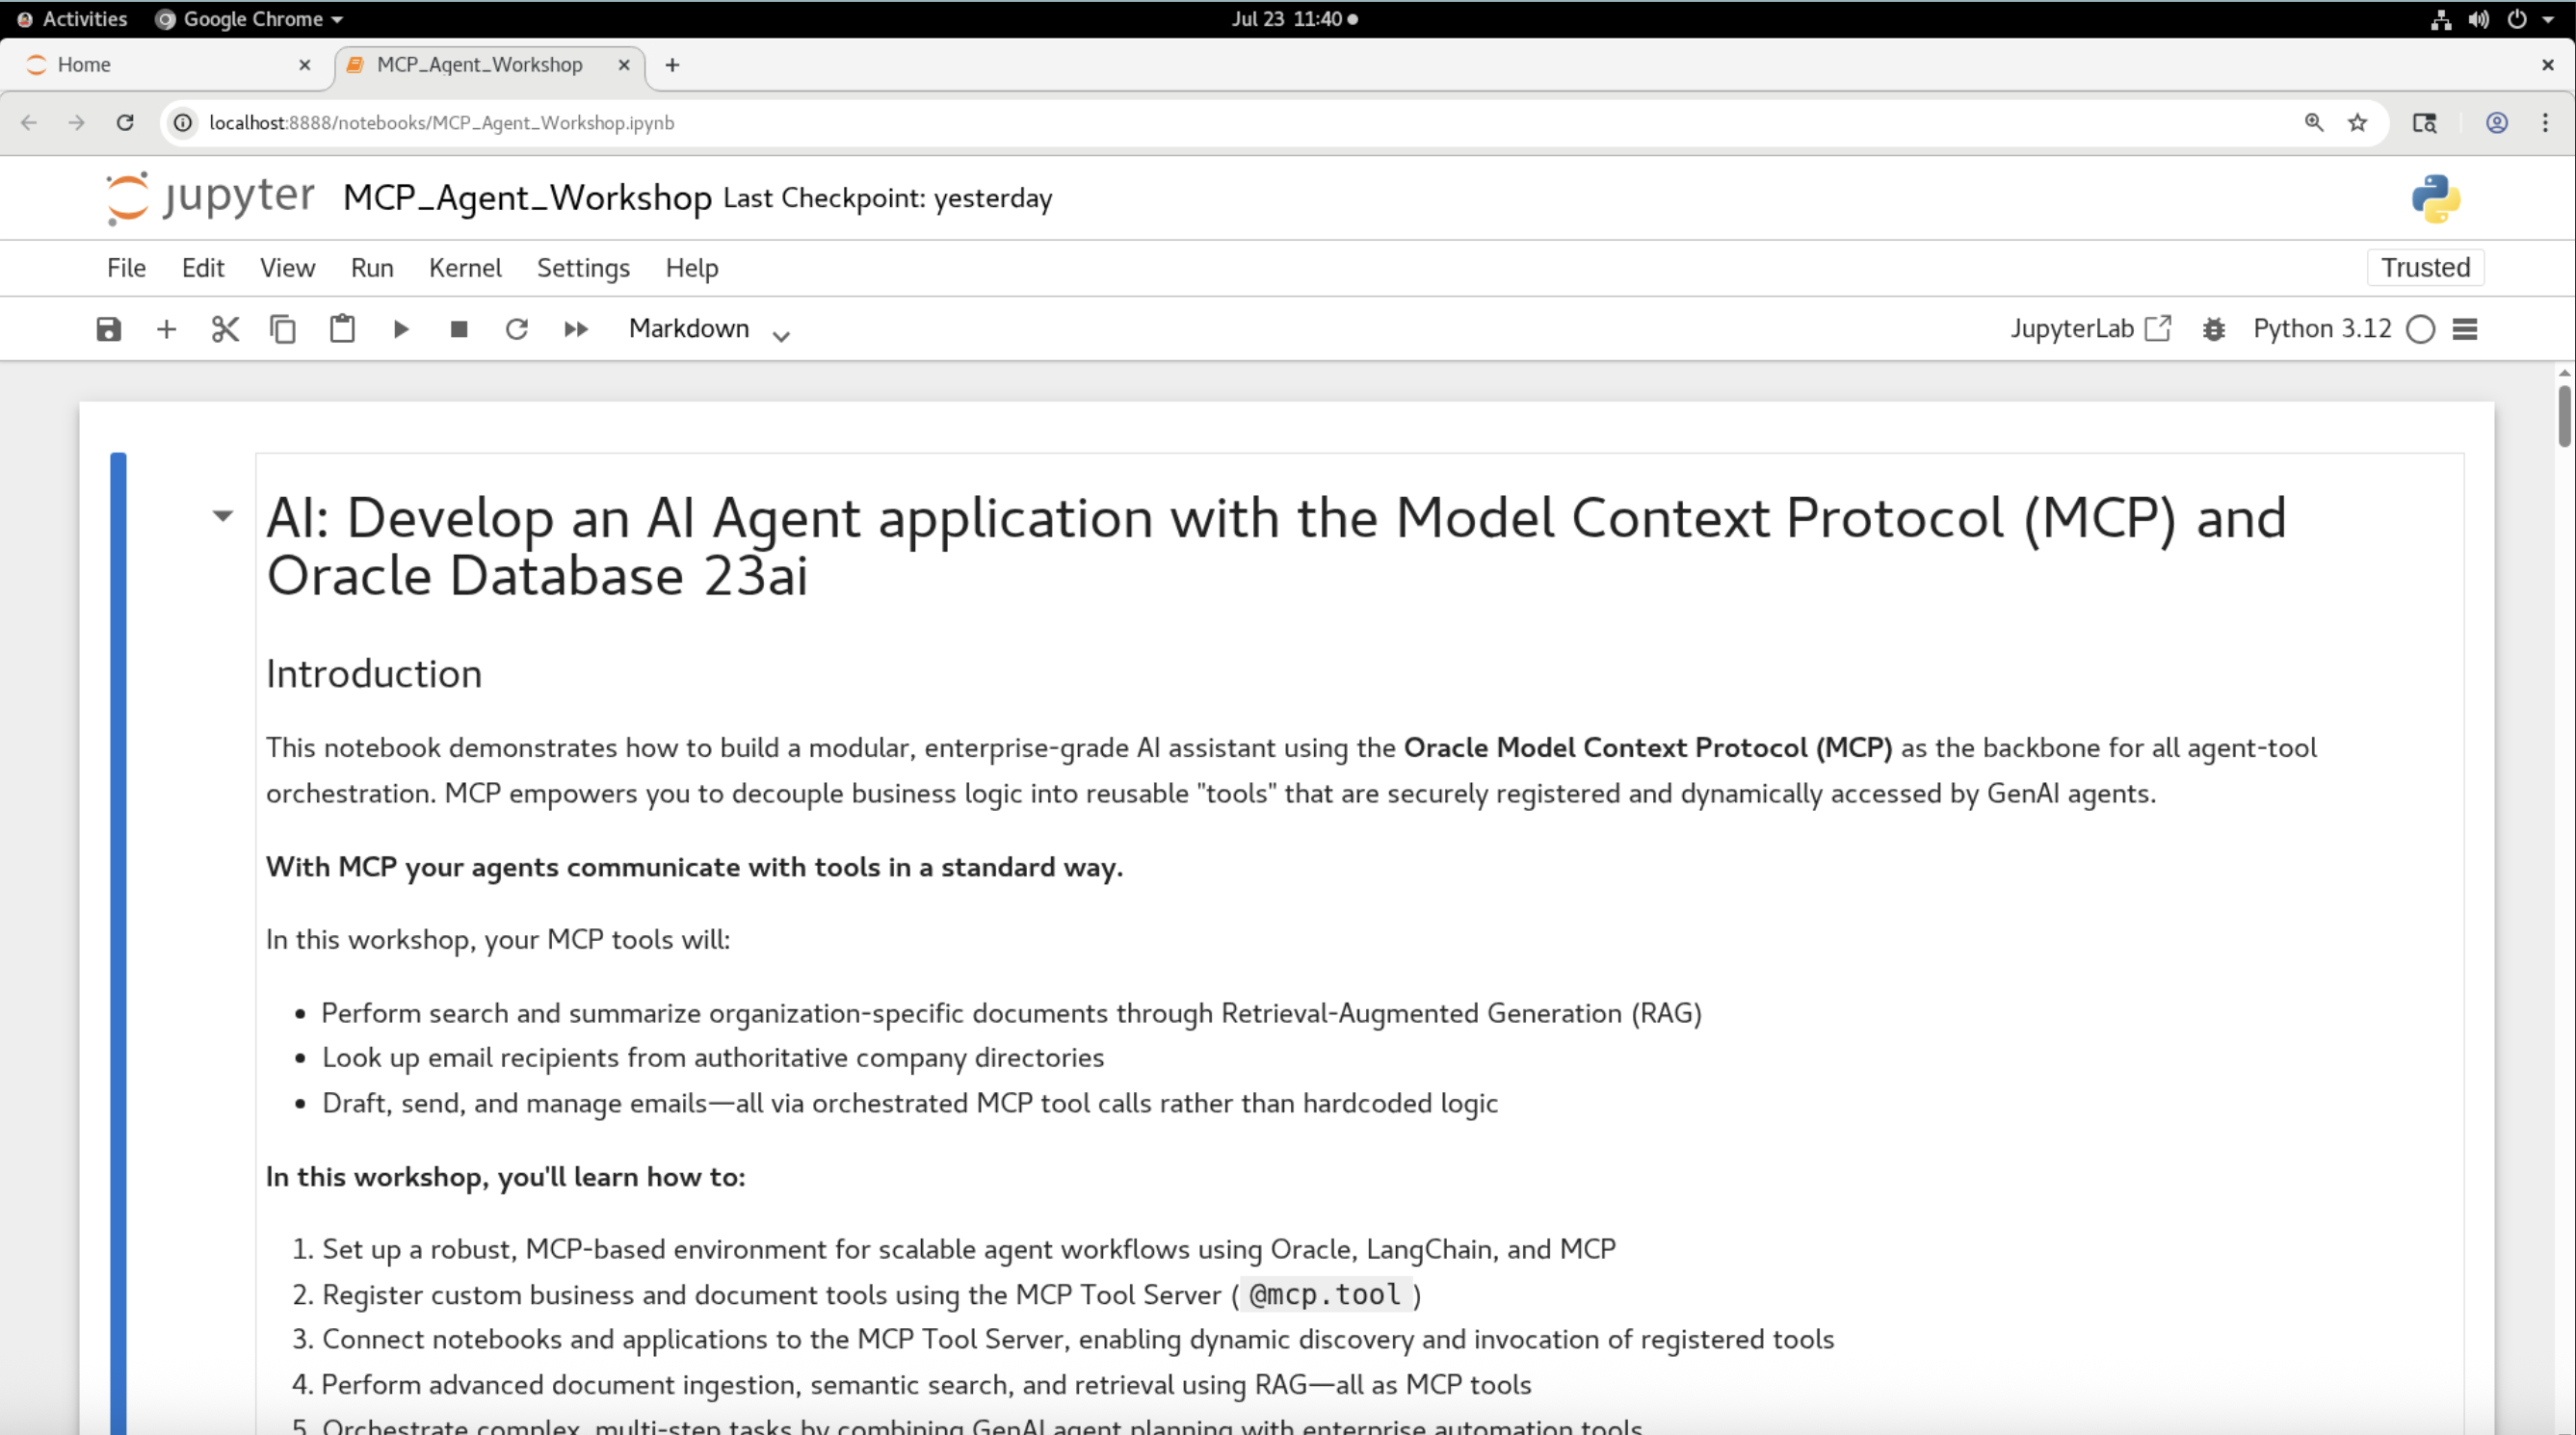 Activities Google Chrome Jul 23 11:40
Home MCP_Agent_Workshop
localhost:8888/notebooks/MCP_Agent_Workshop.ipynb
jupyter MCP_Agent_Workshop Last Checkpoint: yesterday
File Edit View Run Kernel Settings Help Trusted
Markdown JupyterLab Python 3.12
AI: Develop an AI Agent application with the Model Context Protocol (MCP) and
Oracle Database 23ai
Introduction
This notebook demonstrates how to build a modular, enterprise-grade AI assistant using the Oracle Model Context Protocol (MCP) as the backbone for all agent-tool
orchestration. MCP empowers you to decouple business logic into reusable "tools" that are securely registered and dynamically accessed by GenAI agents.
With MCP your agents communicate with tools in a standard way.
In this workshop, your MCP tools will:
• Perform search and summarize organization-specific documents through Retrieval-Augmented Generation (RAG)
• Look up email recipients from authoritative company directories
• Draft, send, and manage emails—all via orchestrated MCP tool calls rather than hardcoded logic
In this workshop, you'll learn how to:
1. Set up a robust, MCP-based environment for scalable agent workflows using Oracle, LangChain, and MCP
2. Register custom business and document tools using the MCP Tool Server ( @mcp.tool )
3. Connect notebooks and applications to the MCP Tool Server, enabling dynamic discovery and invocation of registered tools
4. Perform advanced document ingestion, semantic search, and retrieval using RAG—all as MCP tools
5. Orchestrate complex, multi-step tasks by combining GenAI agent planning with enterprise automation tools